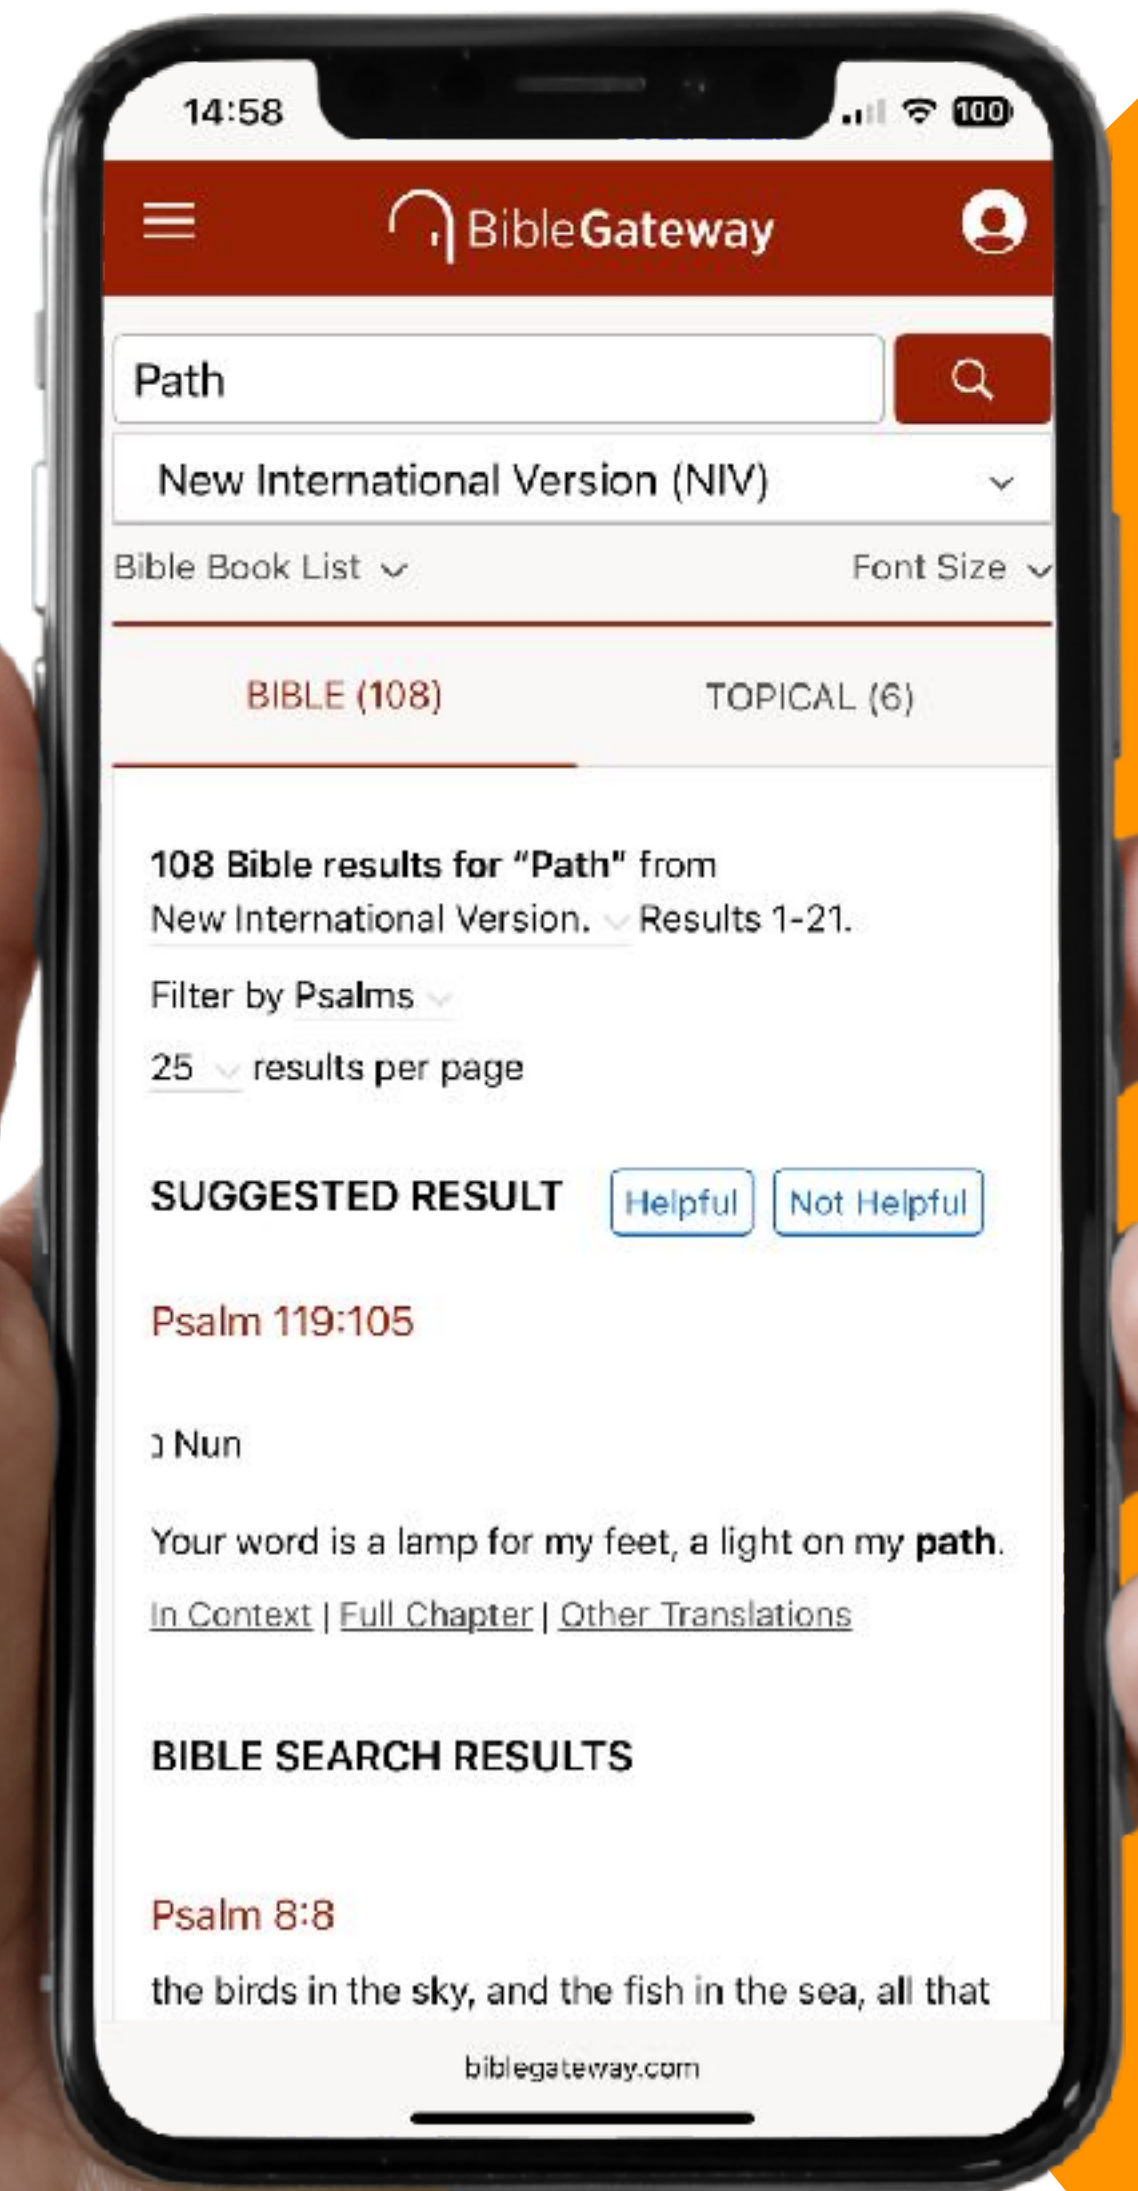 14:58
100
BibleGateway
Path
New International Version (NIV)
Bible Book List
Font Size
BIBLE (108)
TOPICAL (6)
108 Bible results for “Path” from
New International Version. Results 1-21.
Filter by Psalms
25 results per page
SUGGESTED RESULT
Helpful
Not Helpful
Psalm 119:105
נ Nun
Your word is a lamp for my feet, a light on my path.
In Context | Full Chapter | Other Translations
BIBLE SEARCH RESULTS
Psalm 8:8
the birds in the sky, and the fish in the sea, all that
biblegateway.com